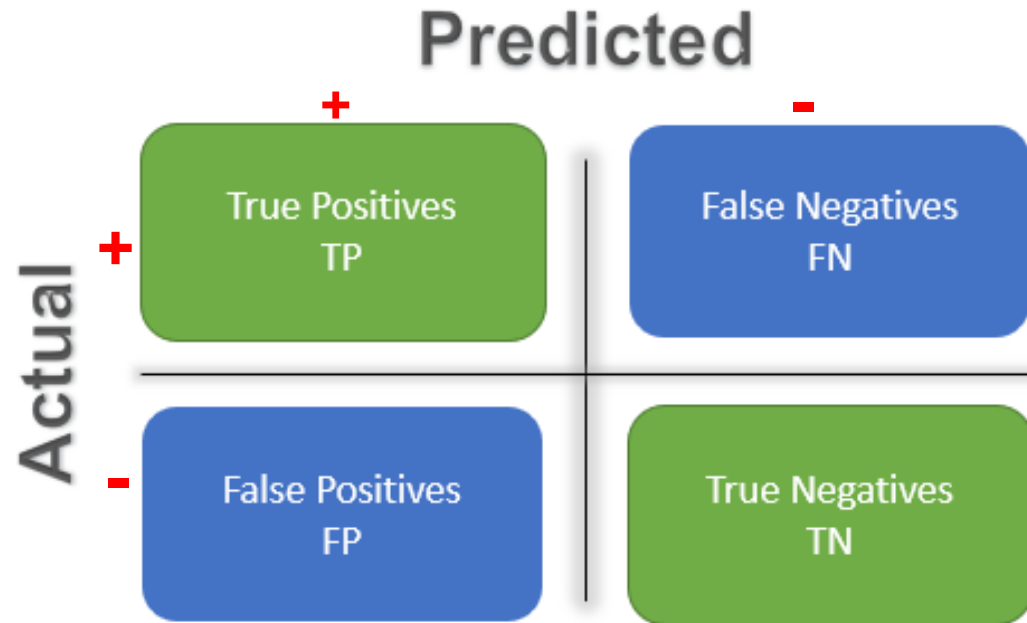 Predicted
+ -
Actual
+
True Positives
TP
False Negatives
FN
-
False Positives
FP
True Negatives
TN